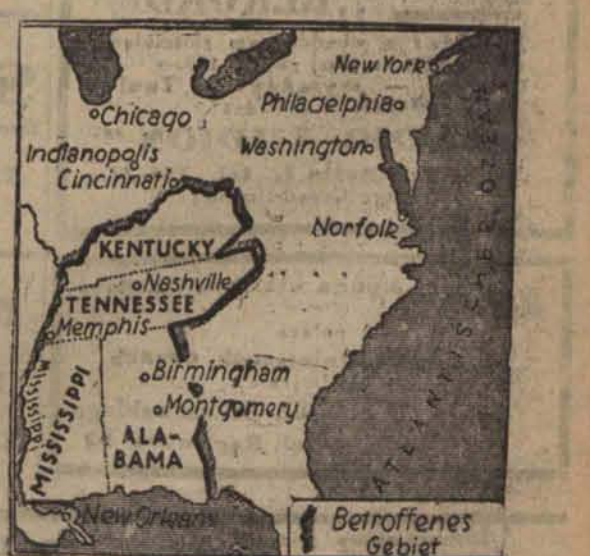 New York
Chicago
Philadelphia
Indianapolis
Washington
Cincinnati
Norfolk
KENTUCKY
Nashville
TENNESSEE
Memphis
Birmingham
MISSISSIPPI
Mississippi
Montgomery
ALA-
BAMA
ATLANTISCHER OZEAN
New Orleans
Betroffenes
Gebiet